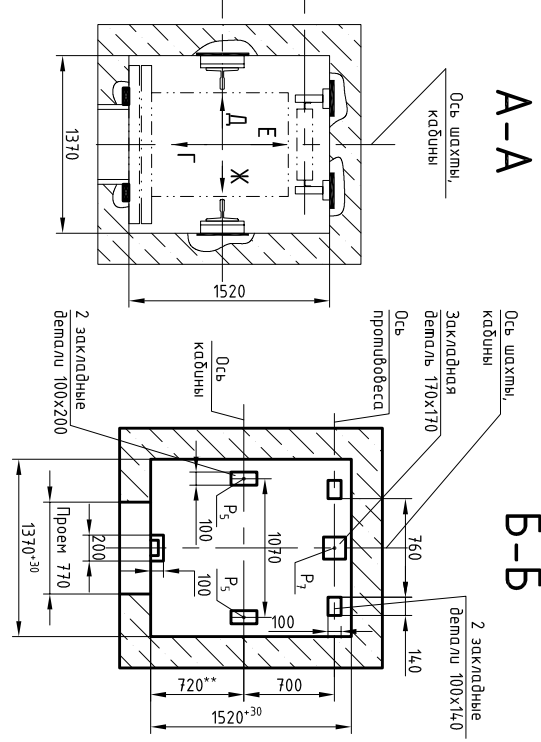 А-А
Ось шахты,
кабины
Д
Е
Г
Ж
1370
1520
Б-Б
Ось шахты,
кабины
Закладная
деталь 170х170
Ось
противовеса
Ось
кабины
2 закладные
детали 100х200
2 закладные
детали 100х140
760
140
100
P7
1070
P5
P5
100
100
200
Проем 770
1370+30
720**
700
1520+30